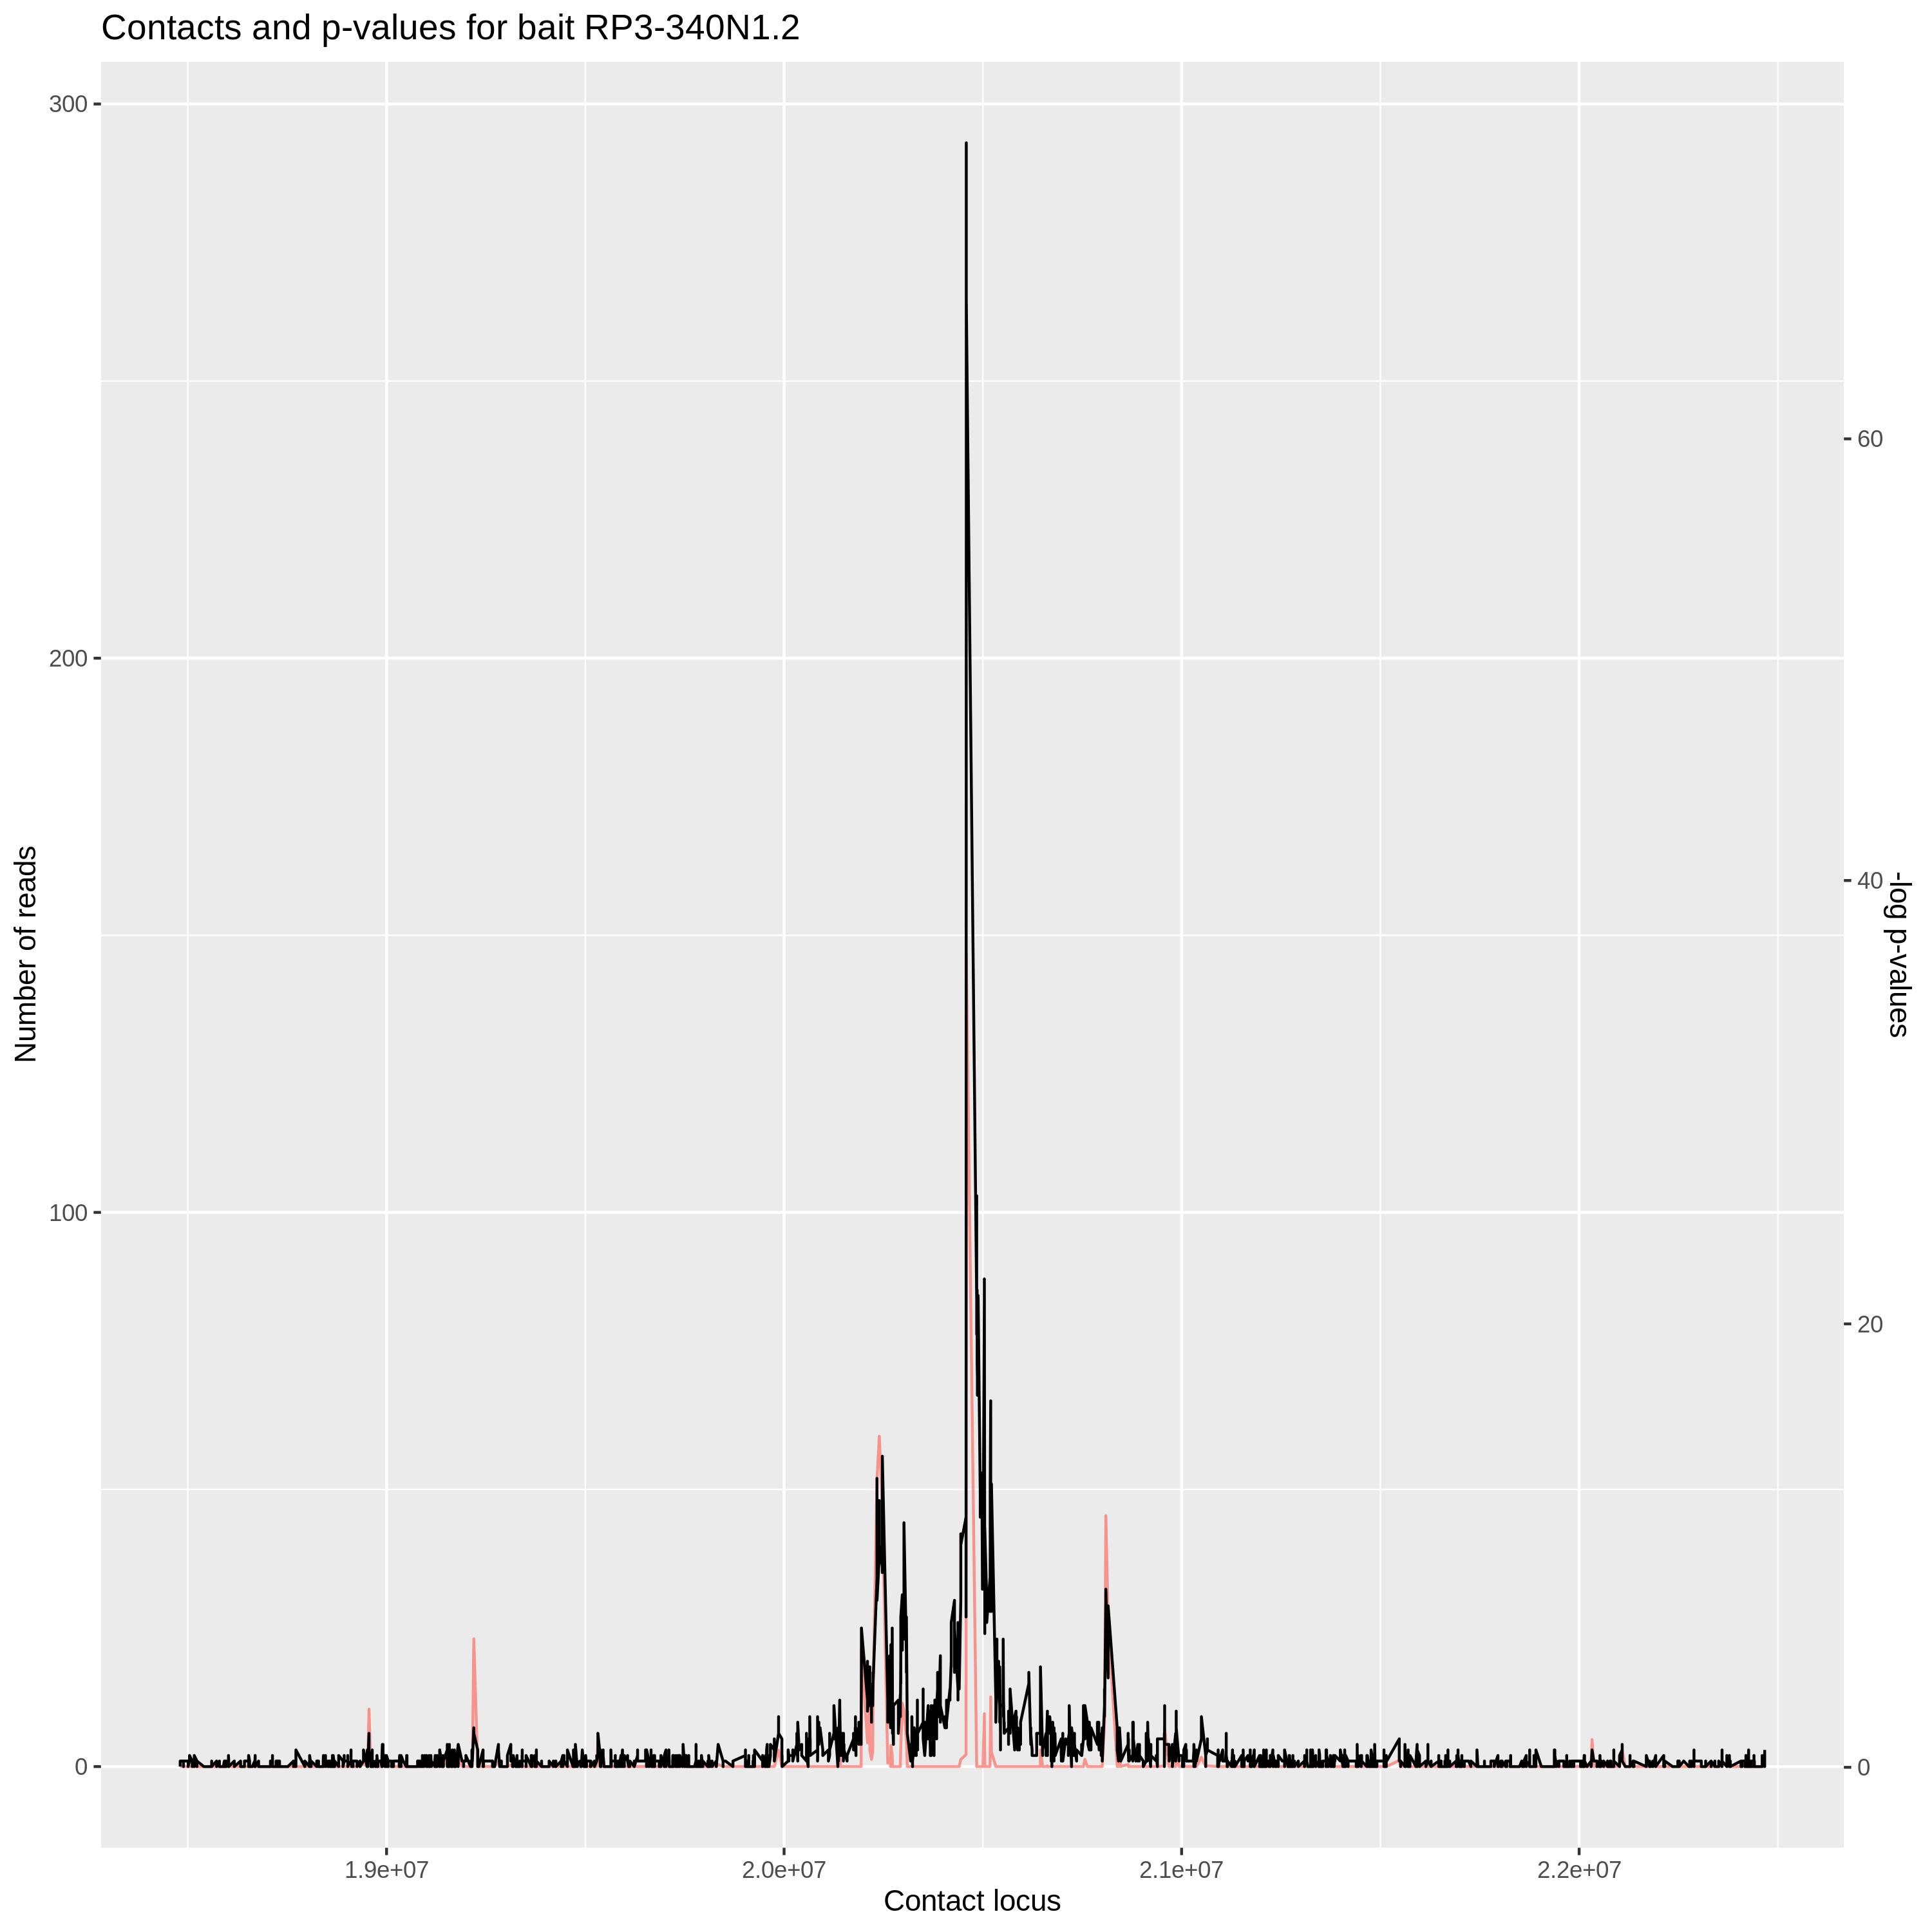 Contacts and p-values for bait RP3-340N1.2
300
200
100
0
60
40
20
0
Number of reads
-log p-values
1.9e+07
2.0e+07
2.1e+07
2.2e+07
Contact locus